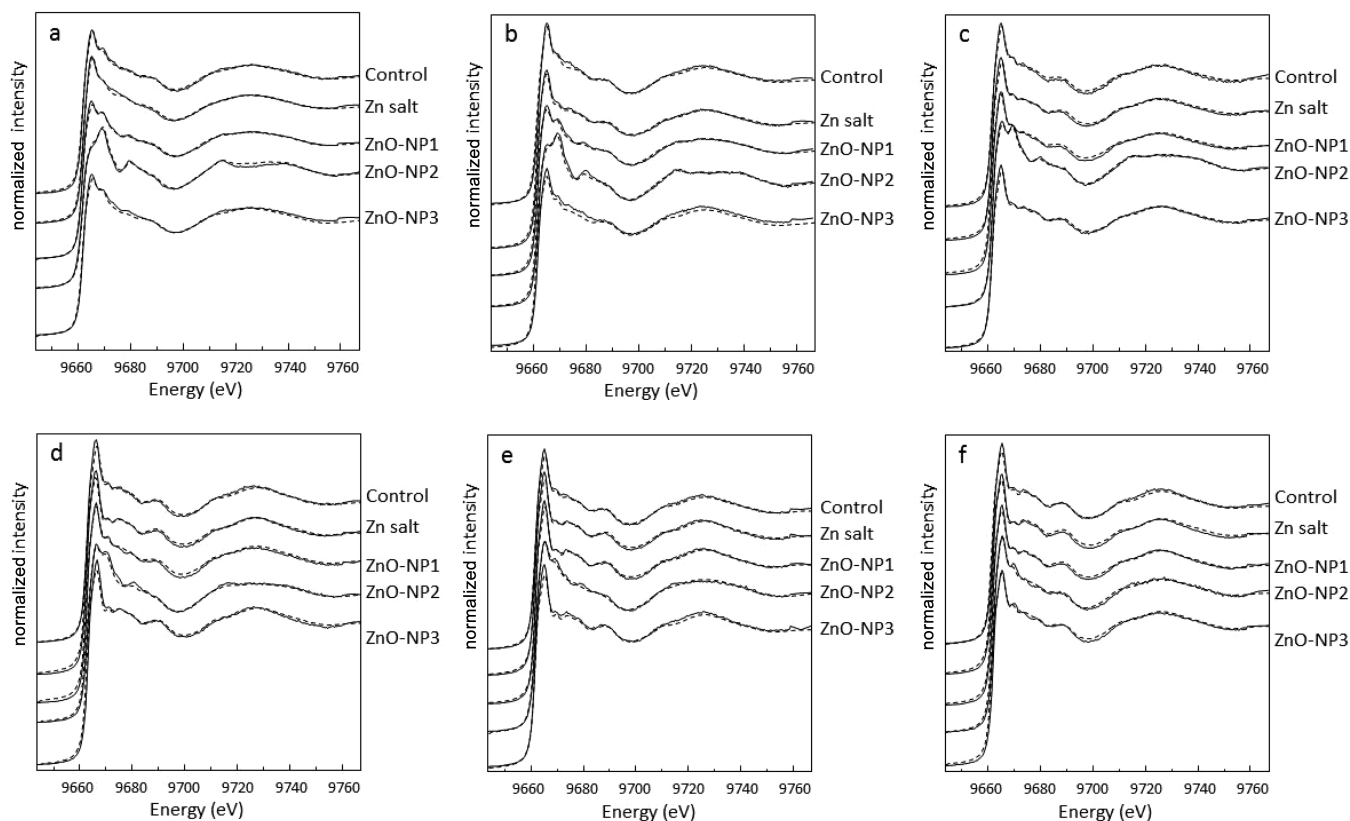 a
normalized intensity
Control
Zn salt
ZnO-NP1
ZnO-NP2
ZnO-NP3
9660 9680 9700 9720 9740 9760
Energy (eV)
b
normalized intensity
Control
Zn salt
ZnO-NP1
ZnO-NP2
ZnO-NP3
9660 9680 9700 9720 9740 9760
Energy (eV)
c
normalized intensity
Control
Zn salt
ZnO-NP1
ZnO-NP2
ZnO-NP3
9660 9680 9700 9720 9740 9760
Energy (eV)
d
normalized intensity
Control
Zn salt
ZnO-NP1
ZnO-NP2
ZnO-NP3
9660 9680 9700 9720 9740 9760
Energy (eV)
e
normalized intensity
Control
Zn salt
ZnO-NP1
ZnO-NP2
ZnO-NP3
9660 9680 9700 9720 9740 9760
Energy (eV)
f
normalized intensity
Control
Zn salt
ZnO-NP1
ZnO-NP2
ZnO-NP3
9660 9680 9700 9720 9740 9760
Energy (eV)